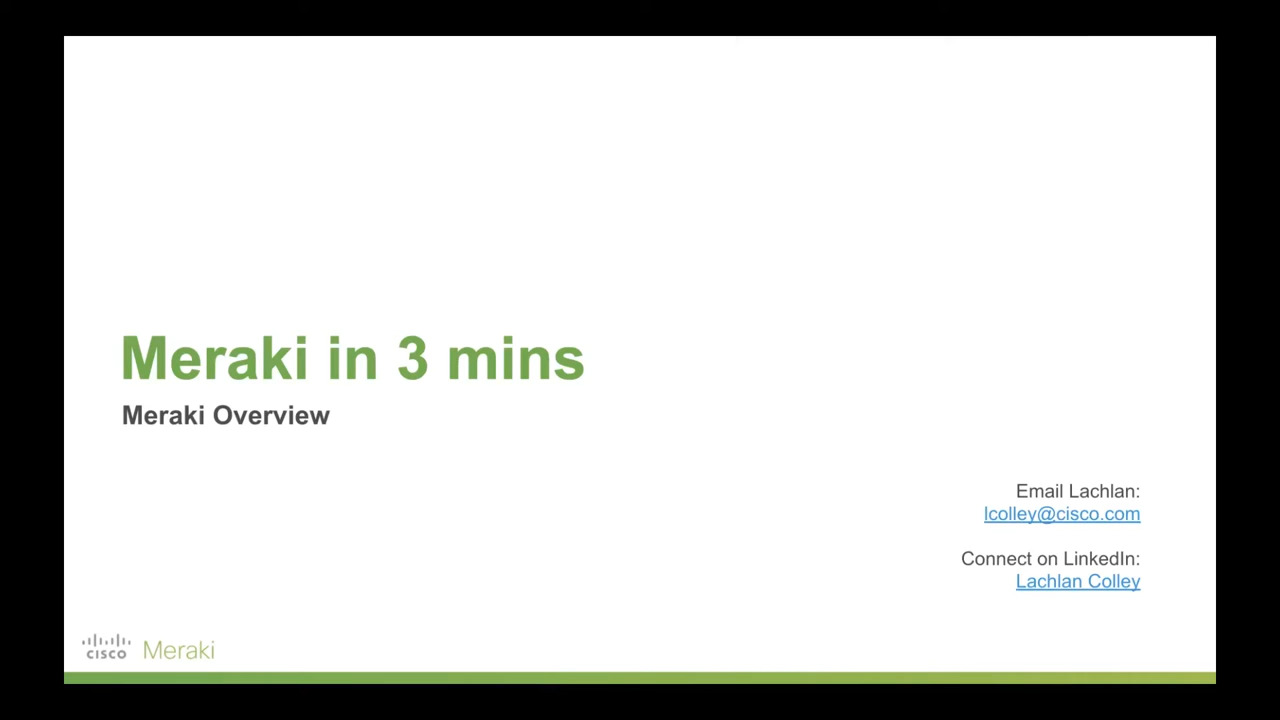 Meraki in 3 mins
Meraki Overview
Email Lachlan:
lcolley@cisco.com
Connect on LinkedIn:
Lachlan Colley
CISCO Meraki